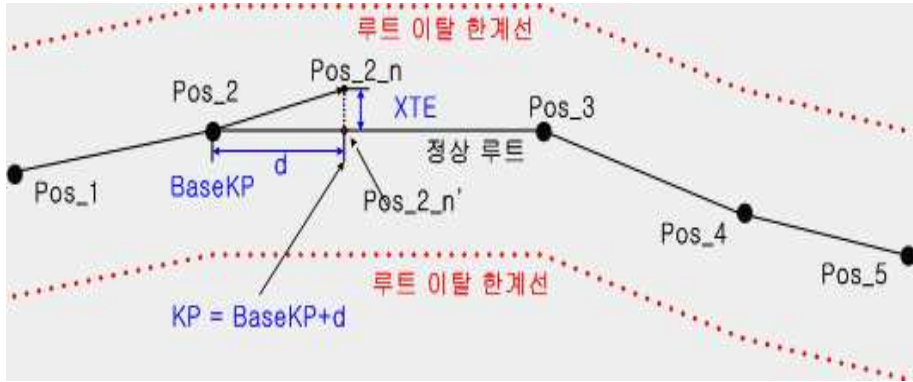 루트 이탈 한계선
Pos_2_n
Pos_2
XTE
Pos_3
정상 루트
d
Pos_1
BaseKP
Pos_2_n'
Pos_4
Pos_5
루트 이탈 한계선
KP = BaseKP+d